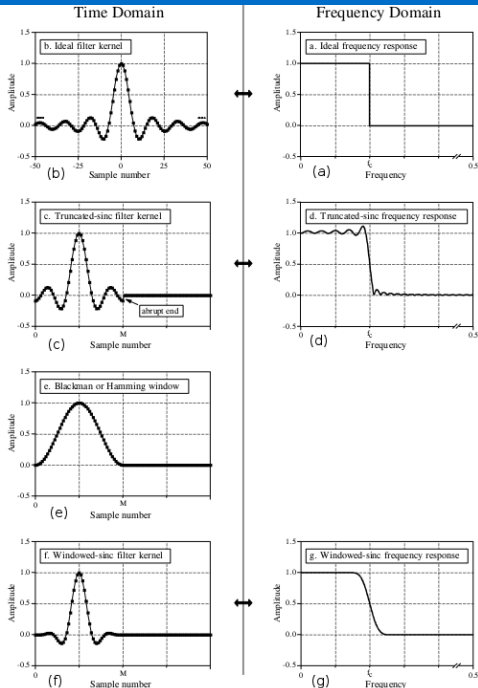 Time Domain
Frequency Domain
b. Ideal filter kernel
Amplitude
1.5
1.0
0.5
0.0
-0.5
-50
-25
0
25
50
Sample number
(b)
a. Ideal frequency response
Amplitude
1.5
1.0
0.5
0.0
-0.5
0
fc
0.5
Frequency
(a)
c. Truncated-sinc filter kernel
Amplitude
1.5
1.0
0.5
0.0
-0.5
abrupt end
0
M
Sample number
(c)
d. Truncated-sinc frequency response
Amplitude
1.5
1.0
0.5
0.0
-0.5
0
fc
0.5
Frequency
(d)
e. Blackman or Hamming window
Amplitude
1.5
1.0
0.5
0.0
-0.5
0
M
Sample number
(e)
f. Windowed-sinc filter kernel
Amplitude
1.5
1.0
0.5
0.0
-0.5
0
M
Sample number
(f)
g. Windowed-sinc frequency response
Amplitude
1.5
1.0
0.5
0.0
-0.5
0
fc
0.5
Frequency
(g)